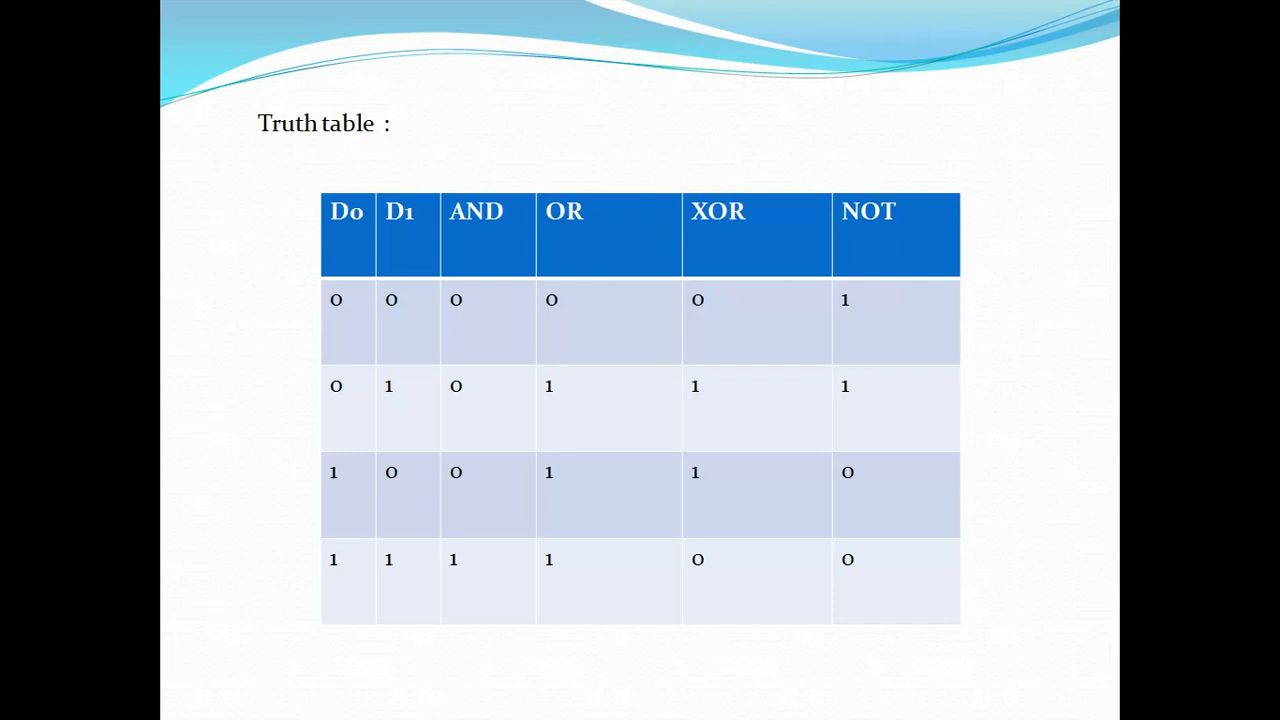 Truth table :
D0 D1 AND OR XOR NOT
0 0 0 0 0 1
0 1 0 1 1 1
1 0 0 1 1 0
1 1 1 1 0 0